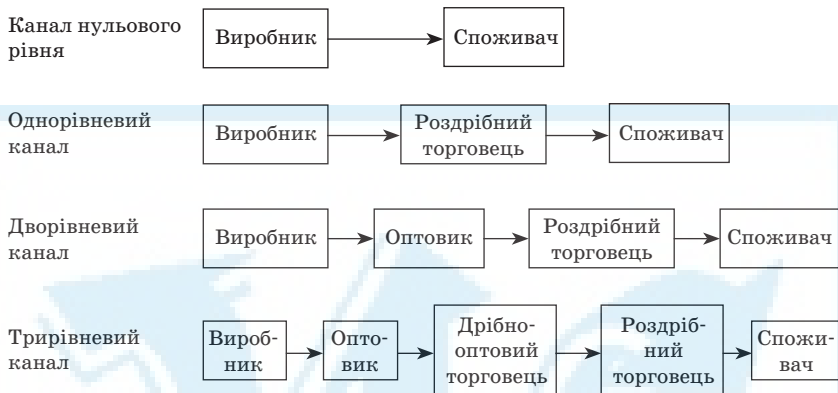 Канал нульового
рівня
Виробник
Споживач
Однорівневий
канал
Виробник
Роздрібний
торговець
Споживач
Дворівневий
канал
Виробник
Оптовик
Роздрібний
торговець
Споживач
Трирівневий
канал
Вироб-
ник
Опто-
вик
Дрібно-
оптовий
торговець
Роздріб-
ний
торговець
Спожи-
вач